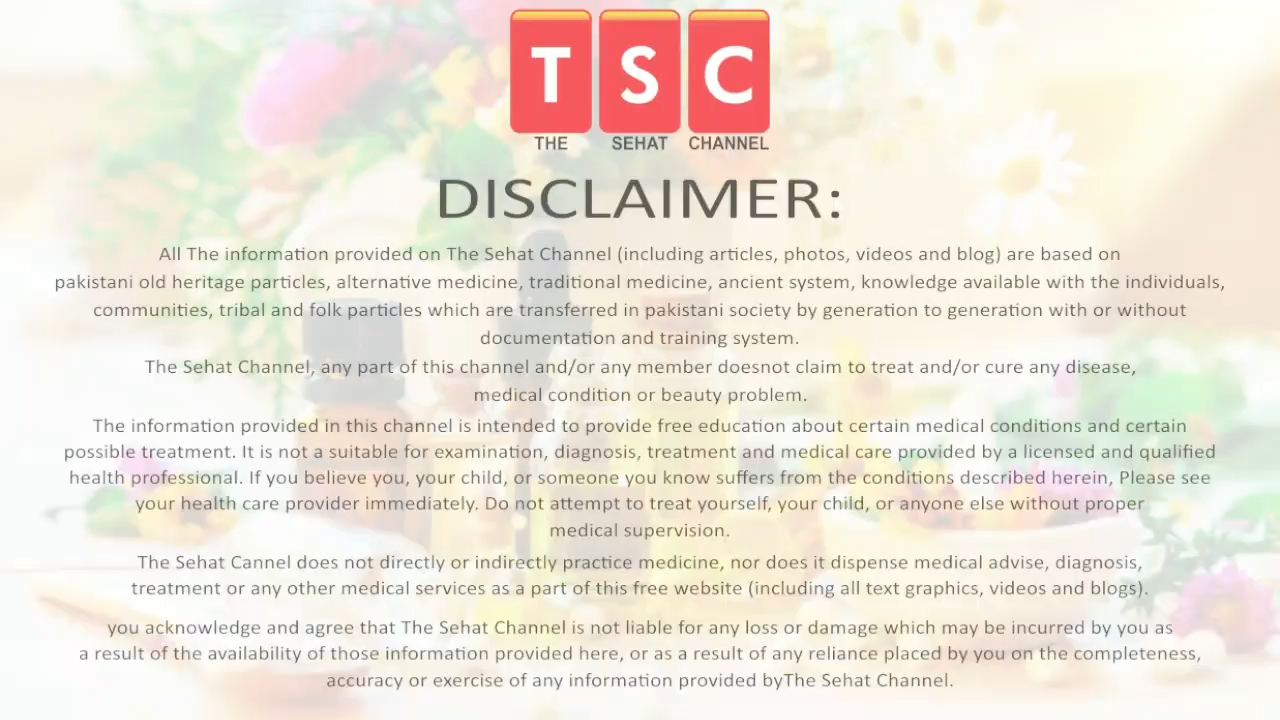 T S C
THE SEHAT CHANNEL
DISCLAIMER:
All The information provided on The Sehat Channel (including articles, photos, videos and blog) are based on
pakistani old heritage particles, alternative medicine, traditional medicine, ancient system, knowledge available with the individuals,
communities, tribal and folk particles which are transferred in pakistani society by generation to generation with or without
documentation and training system.
The Sehat Channel, any part of this channel and/or any member doesnot claim to treat and/or cure any disease,
medical condition or beauty problem.
The information provided in this channel is intended to provide free education about certain medical conditions and certain
possible treatment. It is not a suitable for examination, diagnosis, treatment and medical care provided by a licensed and qualified
health professional. If you believe you, your child, or someone you know suffers from the conditions described herein, Please see
your health care provider immediately. Do not attempt to treat yourself, your child, or anyone else without proper
medical supervision.
The Sehat Cannel does not directly or indirectly practice medicine, nor does it dispense medical advise, diagnosis,
treatment or any other medical services as a part of this free website (including all text graphics, videos and blogs).
you acknowledge and agree that The Sehat Channel is not liable for any loss or damage which may be incurred by you as
a result of the availability of those information provided here, or as a result of any reliance placed by you on the completeness,
accuracy or exercise of any information provided byThe Sehat Channel.